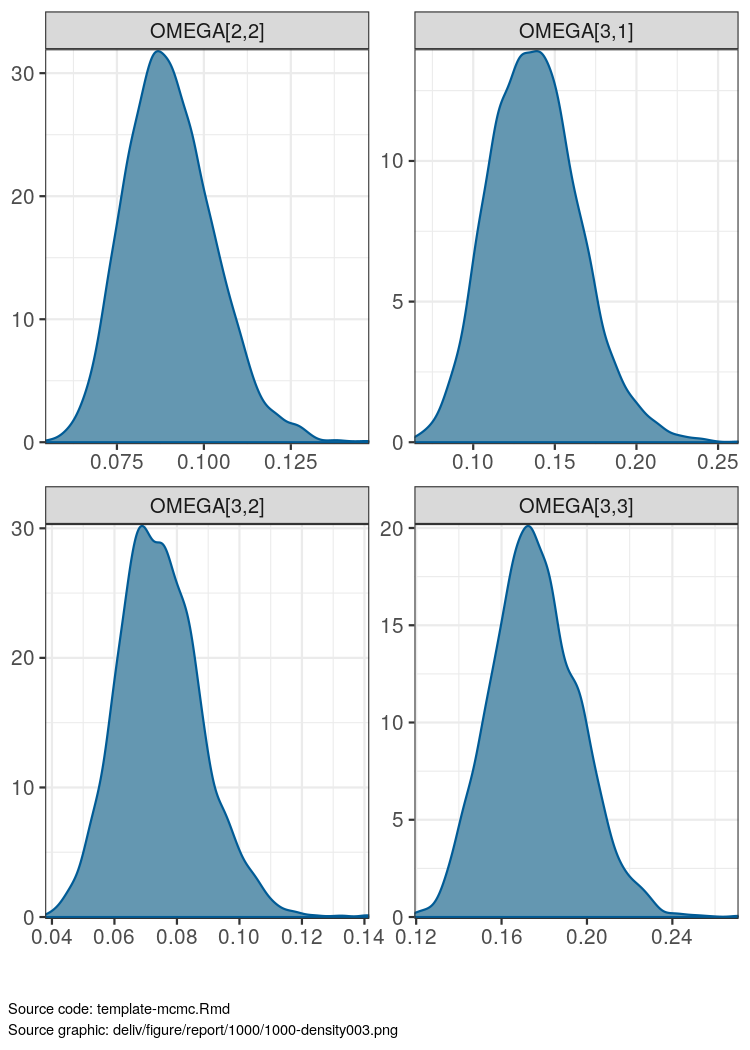 OMEGA[2,2] OMEGA[3,1]
30
20
10
0
10
5
0
0.075 0.100 0.125 0.10 0.15 0.20 0.25
OMEGA[3,2] OMEGA[3,3]
30
20
10
0
20
15
10
5
0
0.04 0.06 0.08 0.10 0.12 0.14 0.12 0.16 0.20 0.24
Source code: template-mcmc.Rmd
Source graphic: deliv/figure/report/1000/1000-density003.png